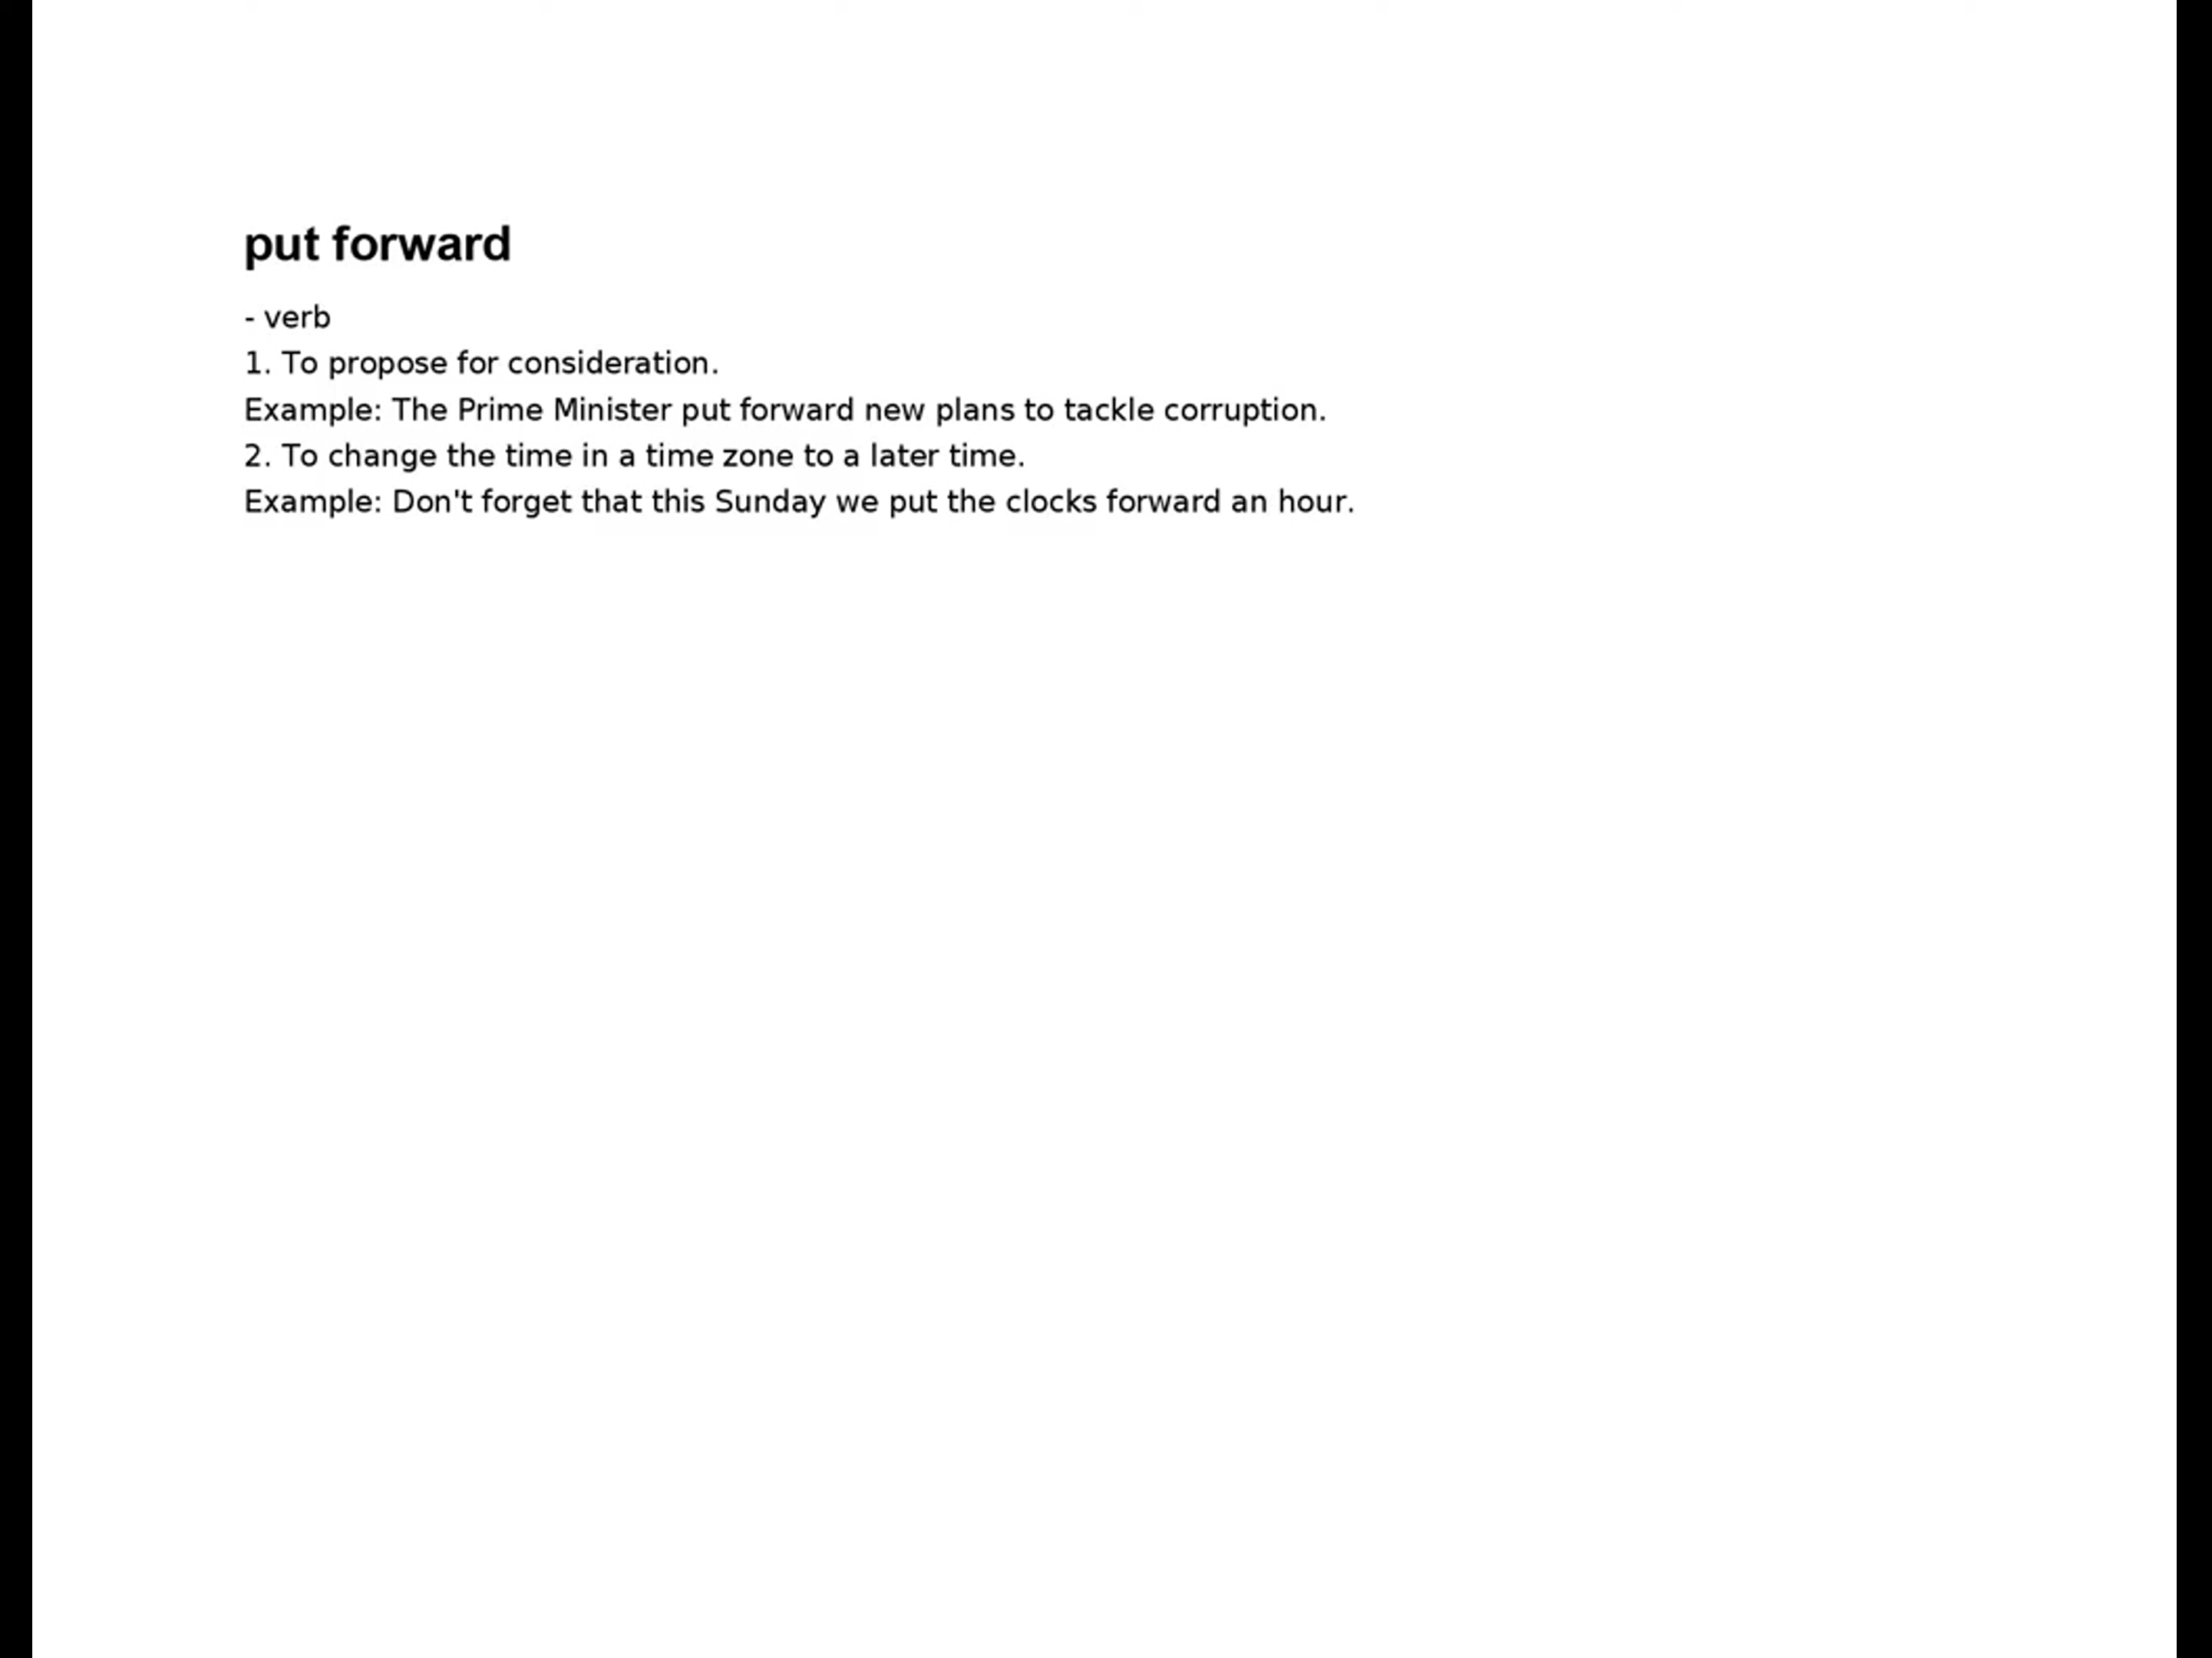 put forward
- verb
1. To propose for consideration.
Example: The Prime Minister put forward new plans to tackle corruption.
2. To change the time in a time zone to a later time.
Example: Don't forget that this Sunday we put the clocks forward an hour.